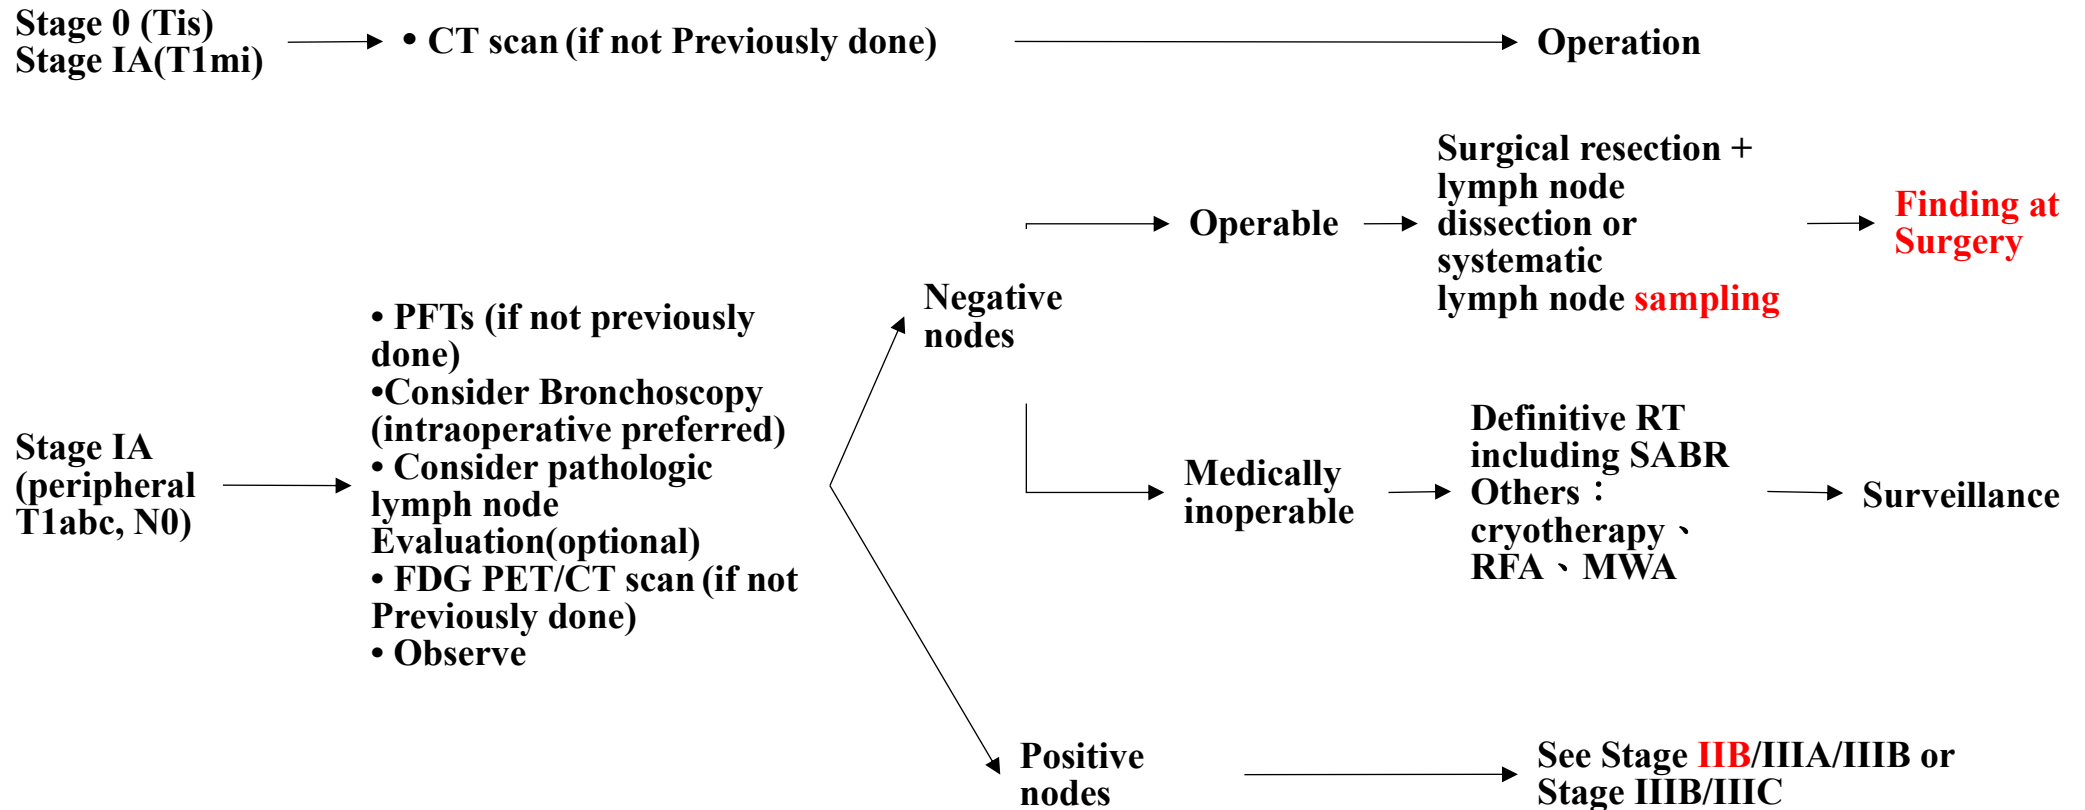 Stage 0 (Tis)
Stage IA(T1mi)
• CT scan (if not Previously done)
Operation
Stage IA
(peripheral
T1abc, N0)
• PFTs (if not previously
done)
•Consider Bronchoscopy
(intraoperative preferred)
• Consider pathologic
lymph node
Evaluation(optional)
• FDG PET/CT scan (if not
Previously done)
• Observe
Negative
nodes
Operable
Surgical resection +
lymph node
dissection or
systematic
lymph node sampling
Finding at
Surgery
Medically
inoperable
Definitive RT
including SABR
Others：
cryotherapy、
RFA、MWA
Surveillance
Positive
nodes
See Stage IIB/IIIA/IIIB or
Stage IIIB/IIIC